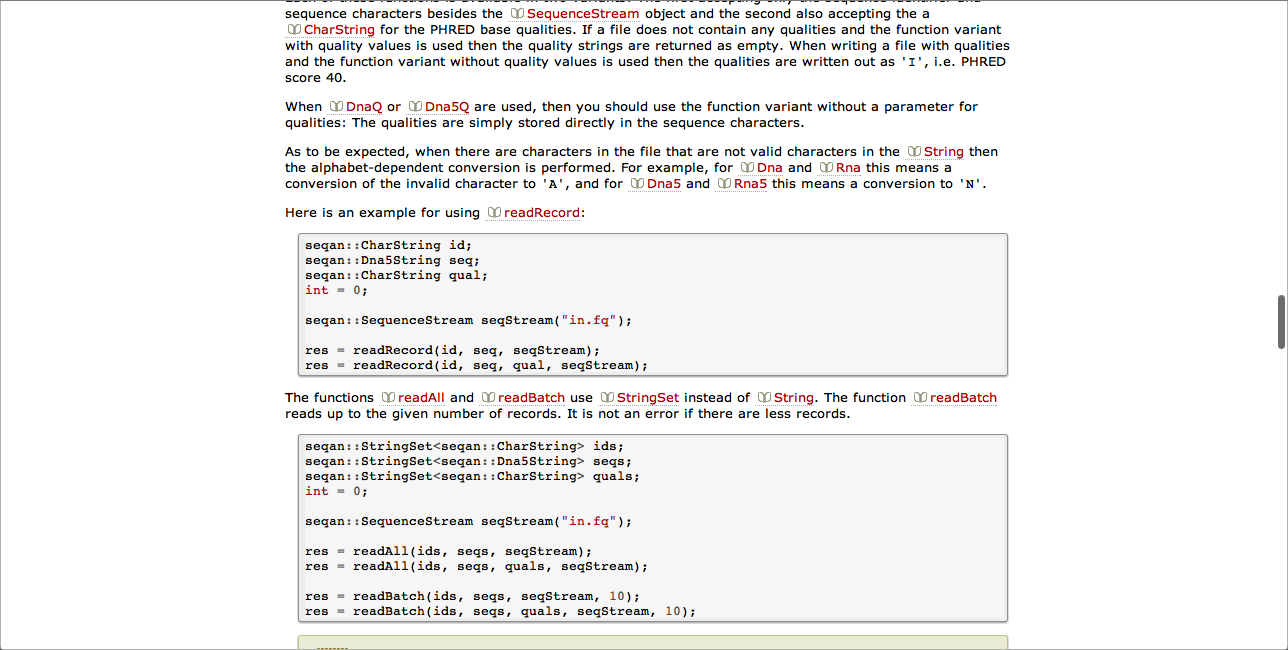 sequence characters besides the SequenceStream object and the second also accepting the a
CharString for the PHRED base qualities. If a file does not contain any qualities and the function variant
with quality values is used then the quality strings are returned as empty. When writing a file with qualities
and the function variant without quality values is used then the qualities are written out as 'I', i.e. PHRED
score 40.
When DnaQ or Dna5Q are used, then you should use the function variant without a parameter for
qualities: The qualities are simply stored directly in the sequence characters.
As to be expected, when there are characters in the file that are not valid characters in the String then
the alphabet-dependent conversion is performed. For example, for Dna and Rna this means a
conversion of the invalid character to 'A', and for Dna5 and Rna5 this means a conversion to 'N'.
Here is an example for using readRecord:
seqan::CharString id;
seqan::Dna5String seq;
seqan::CharString qual;
int = 0;
seqan::SequenceStream seqStream("in.fq");
res = readRecord(id, seq, seqStream);
res = readRecord(id, seq, qual, seqStream);
The functions readAll and readBatch use StringSet instead of String. The function readBatch
reads up to the given number of records. It is not an error if there are less records.
seqan::StringSet<seqan::CharString> ids;
seqan::StringSet<seqan::Dna5String> seqs;
seqan::StringSet<seqan::CharString> quals;
int = 0;
seqan::SequenceStream seqStream("in.fq");
res = readAll(ids, seqs, seqStream);
res = readAll(ids, seqs, quals, seqStream);
res = readBatch(ids, seqs, seqStream, 10);
res = readBatch(ids, seqs, quals, seqStream, 10);